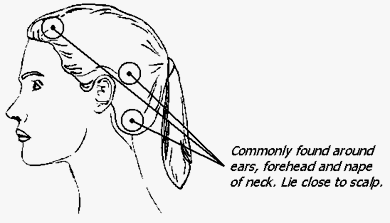 Commonly found around
ears, forehead and nape
of neck. Lie close to scalp.